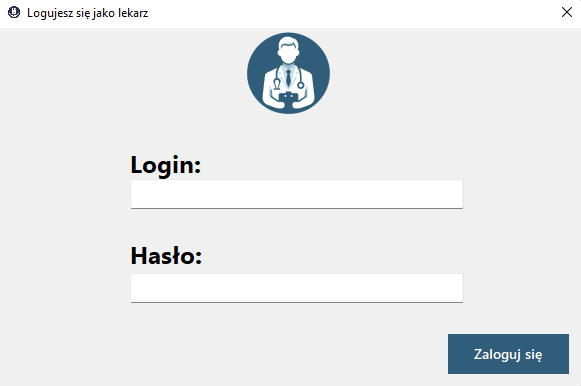 Logujesz się jako lekarz
Login:
Hasło:
Zaloguj się